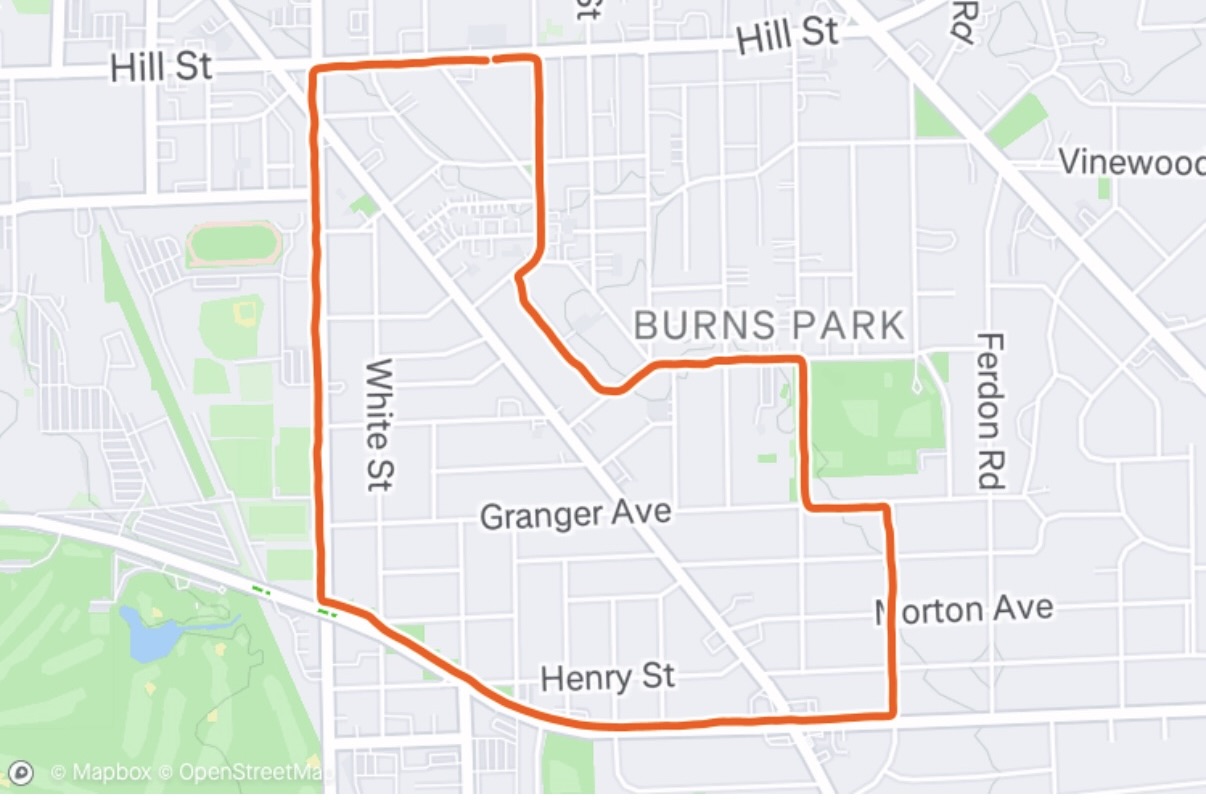 St
Rd
Hill St
Hill St
Vinewood
BURNS PARK
Ferdon Rd
White St
Granger Ave
Morton Ave
Henry St
© Mapbox © OpenStreetMap